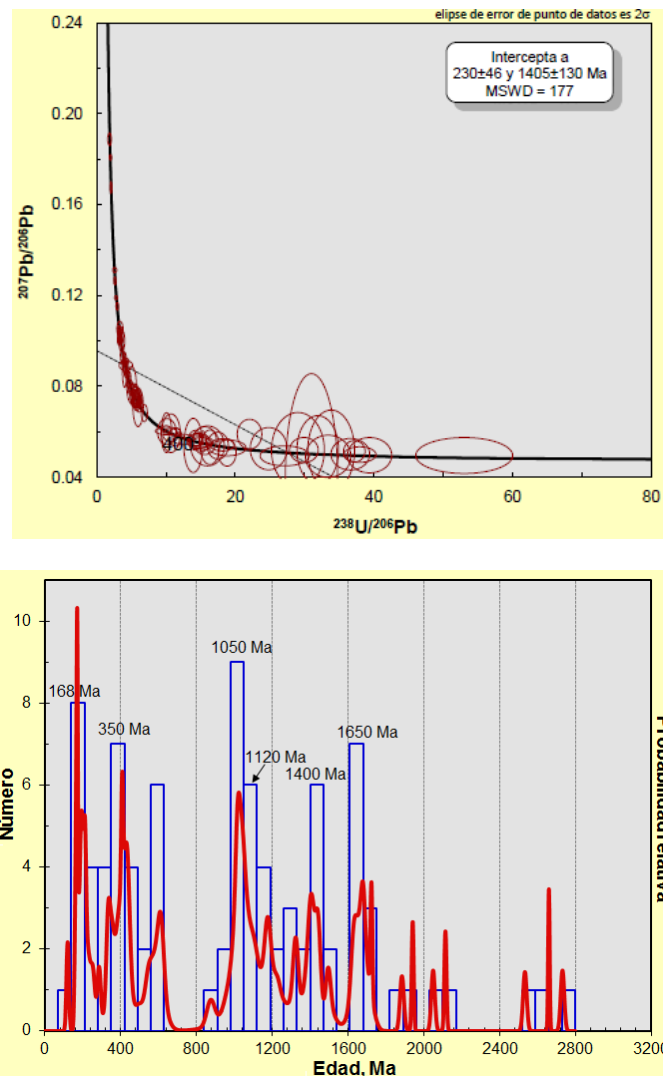 elipse de error de punto de datos es 2σ
0.24
Intercepta a
230±46 y 1405±130 Ma
MSWD = 177
0.20
0.16
207Pb/206Pb
0.12
0.08
400
0.04
0 20 40 60 80
238U/206Pb
10
1050 Ma
168 Ma
8
350 Ma
1120 Ma
1650 Ma
1400 Ma
Número
6
4
2
0
0 400 800 1200 1600 2000 2400 2800 3200
Edad, Ma
Probabilidad relativa